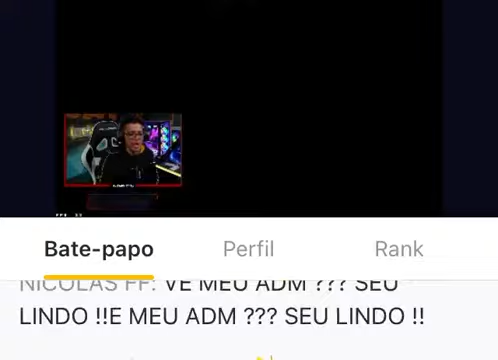 Bate-papo
Perfil
Rank
NICOLAS FF: VE MEU ADM ??? SEU
LINDO !!E MEU ADM ??? SEU LINDO !!